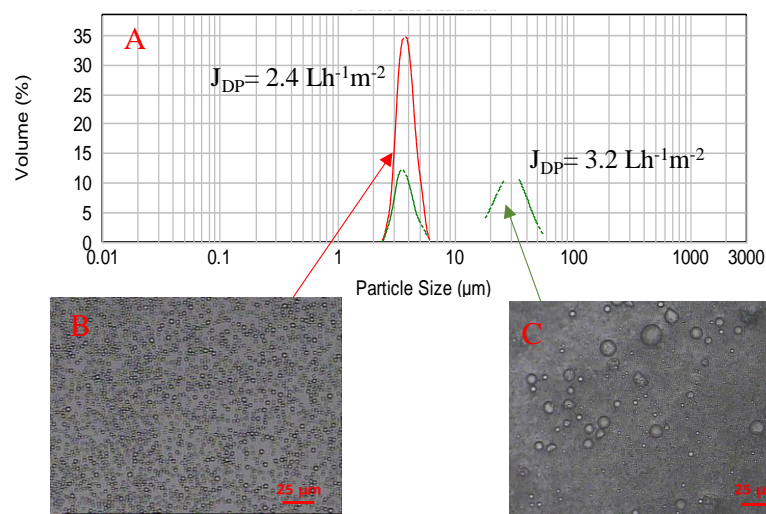 A
35
30
25
20
15
10
5
0
Volume (%)
J_DP= 2.4 Lh⁻¹m⁻²
J_DP= 3.2 Lh⁻¹m⁻²
0.01 0.1 1 10 100 1000 3000
Particle Size (µm)
B
25 µm
C
25 µm